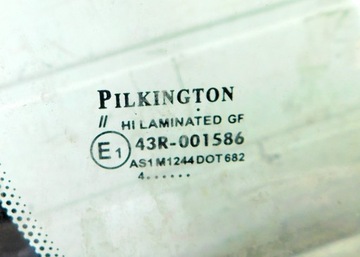 PILKINGTON
// HI LAMINATED GF
E1 43R-001586
AS1 M1244 DOT 682
4......